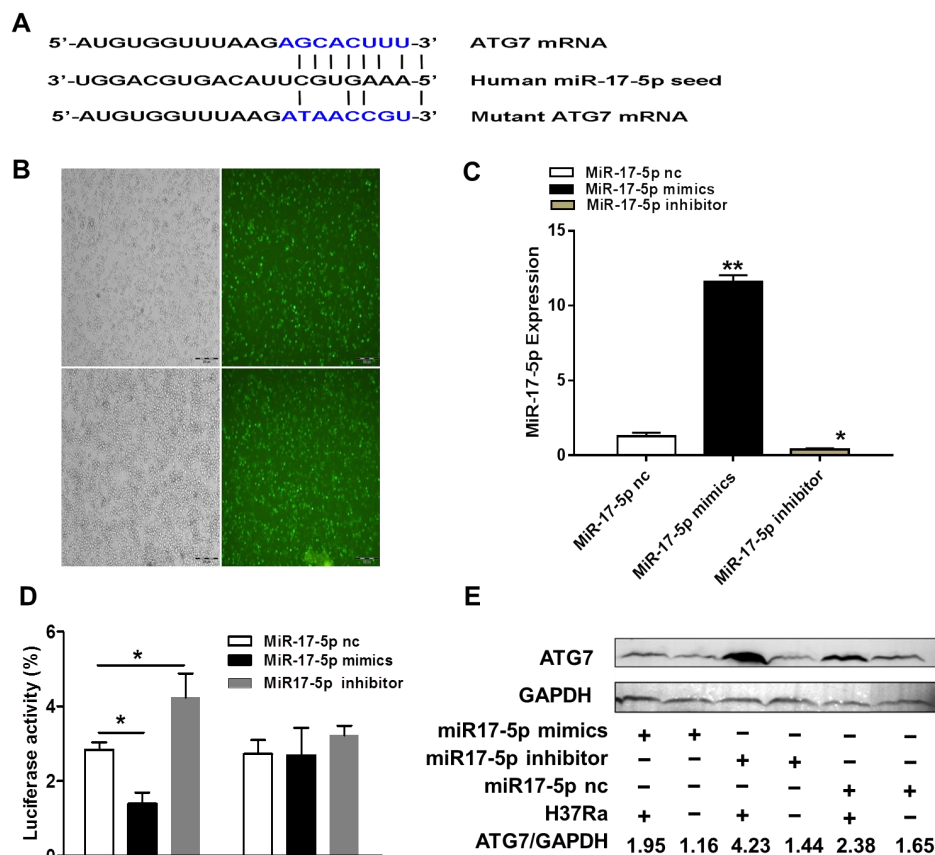 A
5’-AUGUGGUUUAAGAGCACUUU-3’ ATG7 mRNA
3’-UGGACGUGACAUUCGUGAAA-5’ Human miR-17-5p seed
5’-AUGUGGUUUAAGATAACCGU-3’ Mutant ATG7 mRNA
B
C
MiR-17-5p nc
MiR-17-5p mimics
MiR-17-5p inhibitor
MiR-17-5p Expression
15
10
5
0
**
*
MiR-17-5p nc
MiR-17-5p mimics
MiR-17-5p inhibitor
D
Luciferase activity (%)
6
4
2
0
MiR-17-5p nc
MiR-17-5p mimics
MiR17-5p inhibitor
*
*
E
ATG7
GAPDH
miR17-5p mimics + + – – – –
miR17-5p inhibitor – – + + – –
miR17-5p nc – – – – + +
H37Ra + – + – + –
ATG7/GAPDH 1.95 1.16 4.23 1.44 2.38 1.65